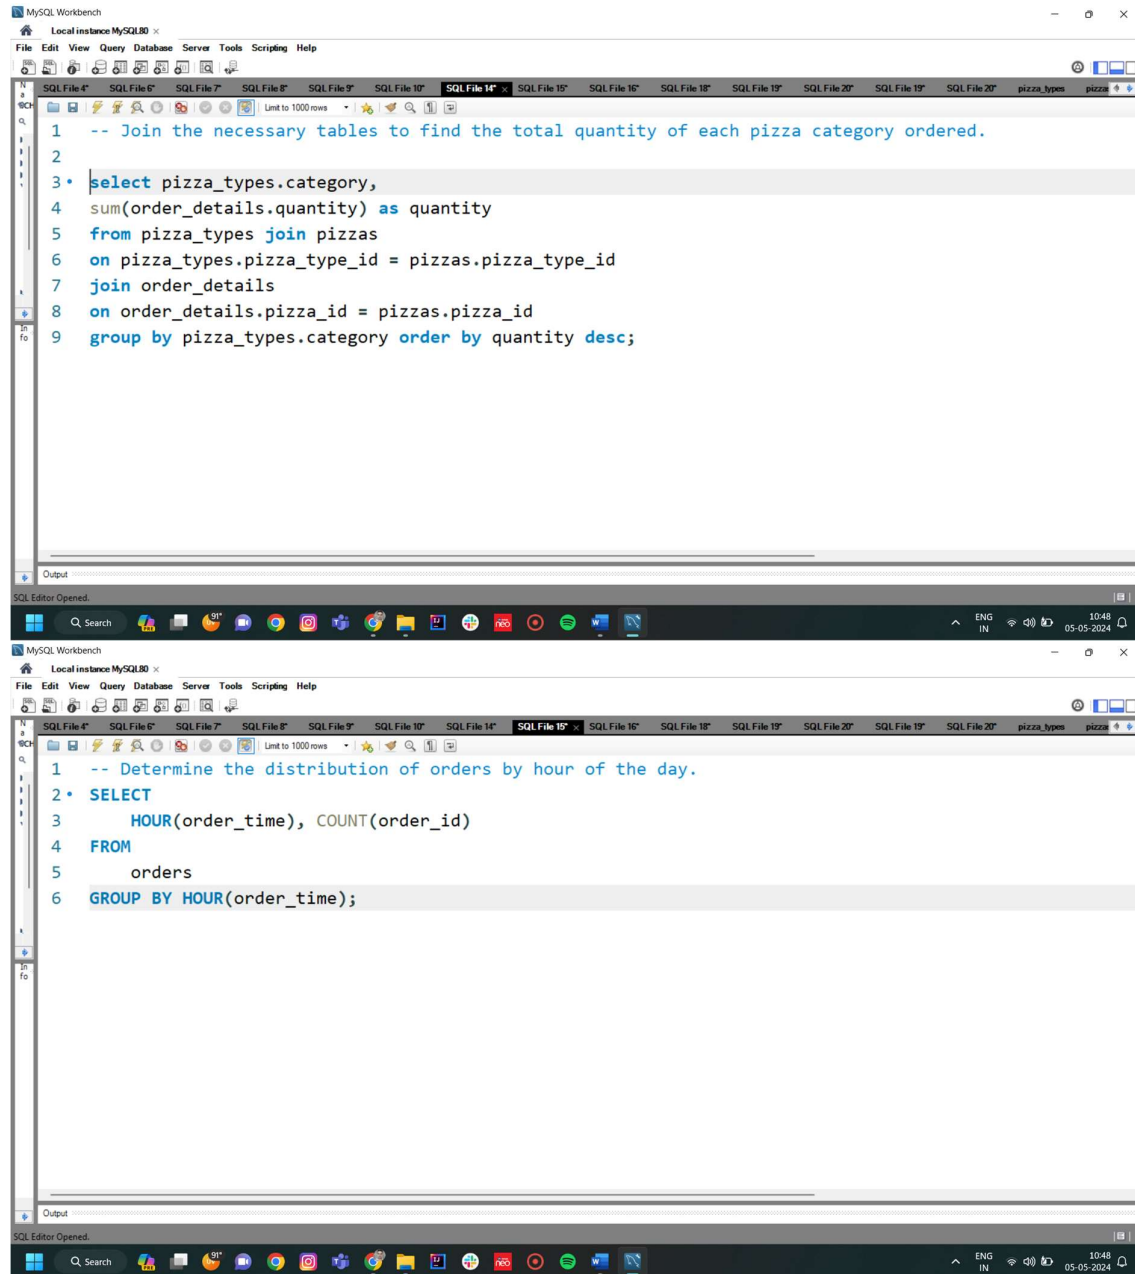 MySQL Workbench
Local instance MySQL80 ×
File Edit View Query Database Server Tools Scripting Help
SQL File 4* SQL File 6* SQL File 7* SQL File 8* SQL File 9* SQL File 10* SQL File 14* × SQL File 15* SQL File 16* SQL File 18* SQL File 19* SQL File 20* SQL File 19* SQL File 20* pizza_types pizza
Limit to 1000 rows
1 -- Join the necessary tables to find the total quantity of each pizza category ordered.
2
3 select pizza_types.category,
4 sum(order_details.quantity) as quantity
5 from pizza_types join pizzas
6 on pizza_types.pizza_type_id = pizzas.pizza_type_id
7 join order_details
8 on order_details.pizza_id = pizzas.pizza_id
9 group by pizza_types.category order by quantity desc;
Output
SQL Editor Opened.
Search 91° neo ENG IN 10:48 05-05-2024
MySQL Workbench
Local instance MySQL80 ×
File Edit View Query Database Server Tools Scripting Help
SQL File 4* SQL File 6* SQL File 7* SQL File 8* SQL File 9* SQL File 10* SQL File 14* SQL File 15* × SQL File 16* SQL File 18* SQL File 19* SQL File 20* SQL File 19* SQL File 20* pizza_types pizza
Limit to 1000 rows
1 -- Determine the distribution of orders by hour of the day.
2 SELECT
3 HOUR(order_time), COUNT(order_id)
4 FROM
5 orders
6 GROUP BY HOUR(order_time);
Output
SQL Editor Opened.
Search 91° neo ENG IN 10:48 05-05-2024